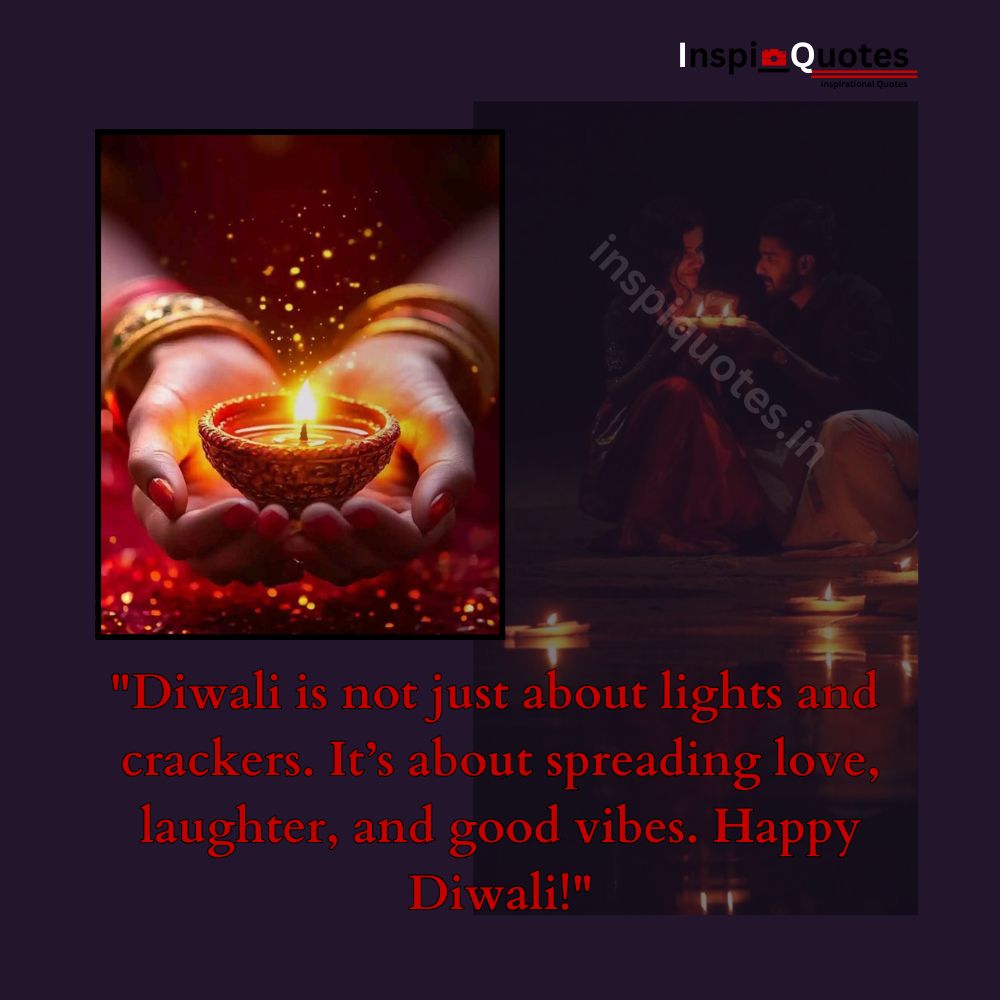 InspiQuotes
inspirational Quotes
inspiquotes.in
"Diwali is not just about lights and
crackers. It’s about spreading love,
laughter, and good vibes. Happy
Diwali!"